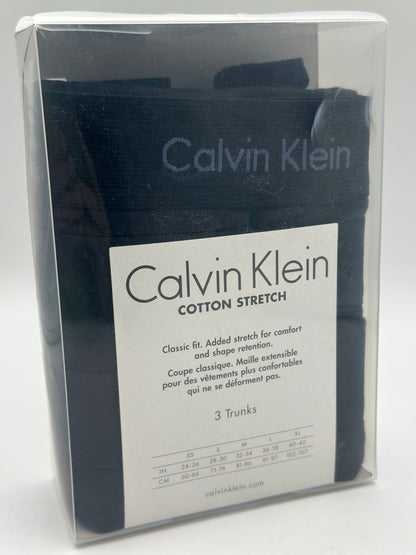 Calvin Klein
Calvin Klein
COTTON STRETCH
Classic fit. Added stretch for comfort
and shape retention.
Coupe classique. Maille extensible
pour des vêtements plus confortables
qui ne se déforment pas.
3 Trunks
XS S M L XL
IN 24-26 28-30 32-34 36-38 40-42
CM 60-66 71-76 81-86 91-97 102-107
calvinklein.com